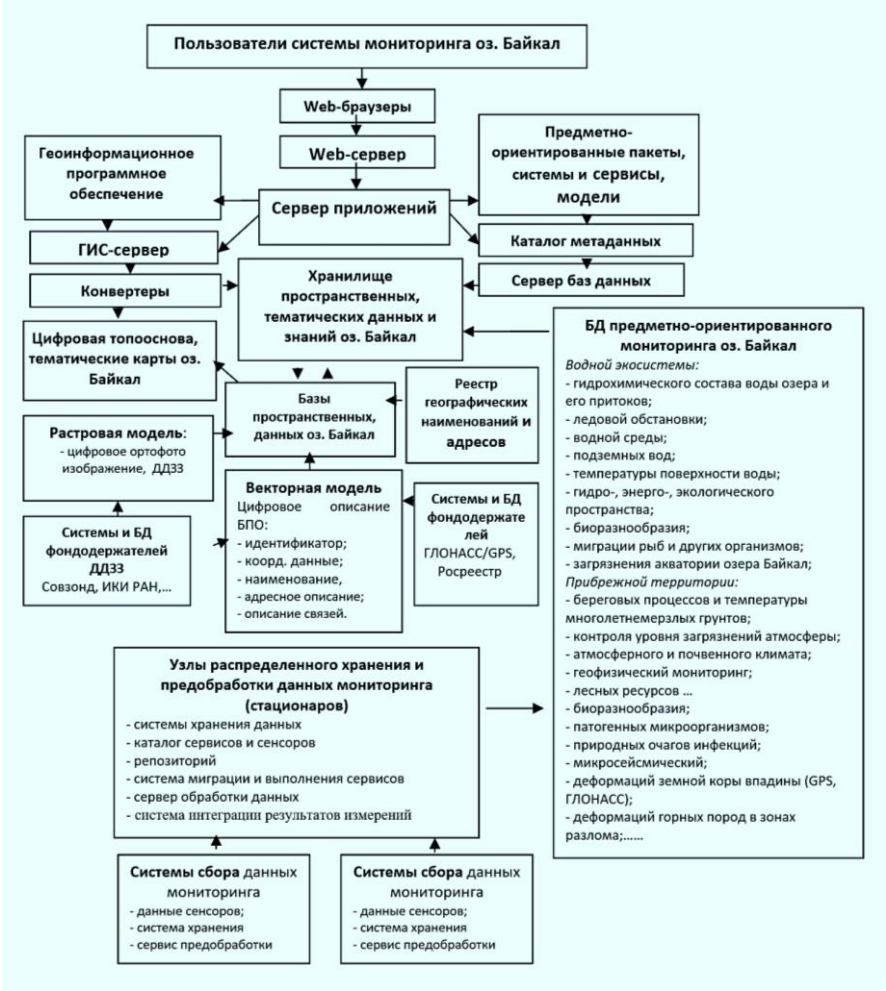 Пользователи системы мониторинга оз. Байкал
Web-браузеры
Web-сервер
Геоинформационное
программное
обеспечение
Предметно-
ориентированные пакеты,
системы и сервисы,
модели
Сервер приложений
ГИС-сервер
Каталог метаданных
Конвертеры
Хранилище
пространственных,
тематических данных и
знаний оз. Байкал
Сервер баз данных
Цифровая топооснова,
тематические карты оз.
Байкал
Базы
пространственных,
данных оз. Байкал
Реестр
географических
наименований и
адресов
Растровая модель:
- цифровое ортофото
изображение, ДДЗЗ
Векторная модель
Цифровое описание
БПО:
- идентификатор;
- коорд. данные;
- наименование,
- адресное описание;
- описание связей.
Системы и БД
фондодержате
лей
ГЛОНАСС/GPS,
Росреестр
Системы и БД
фондодержателей
ДДЗЗ
Совзонд, ИКИ РАН,...
БД предметно-ориентированного
мониторинга оз. Байкал
Водной экосистемы:
- гидрохимического состава воды озера и
его притоков;
- ледовой обстановки;
- водной среды;
- подземных вод;
- температуры поверхности воды;
- гидро-, энерго-, экологического
пространства;
- биоразнообразия;
- миграции рыб и других организмов;
- загрязнения акватории озера Байкал;
Прибрежной территории:
- береговых процессов и температуры
многолетнемерзлых грунтов;
- контроля уровня загрязнений атмосферы;
- атмосферного и почвенного климата;
- геофизический мониторинг;
- лесных ресурсов ...
- биоразнообразия;
- патогенных микроорганизмов;
- природных очагов инфекций;
- микросейсмический;
- деформаций земной коры впадины (GPS,
ГЛОНАСС);
- деформаций горных пород в зонах
разлома;......
Узлы распределенного хранения и
предобработки данных мониторинга
(стационаров)
- системы хранения данных
- каталог сервисов и сенсоров
- репозиторий
- система миграции и выполнения сервисов
- сервер обработки данных
- система интеграции результатов измерений
Системы сбора данных
мониторинга
- данные сенсоров;
- система хранения
- сервис предобработки
Системы сбора данных
мониторинга
- данные сенсоров;
- система хранения
- сервис предобработки